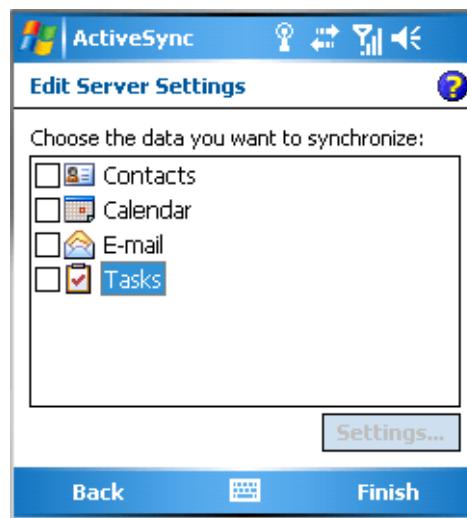 ActiveSync
Edit Server Settings
Choose the data you want to synchronize:
Contacts
Calendar
E-mail
Tasks
Settings...
Back Finish